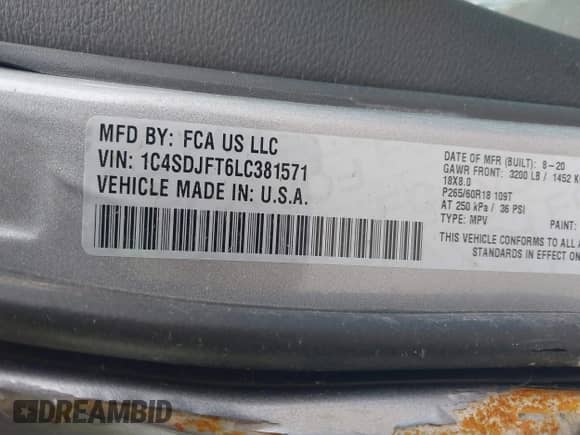 MFD BY: FCA US LLC
VIN: 1C4SDJFT6LC381571
VEHICLE MADE IN: U.S.A.
DATE OF MFR (BUILT): 8-20
GAWR FRONT: 3200 LB / 1452 K
18X8.0
P265/60R18 109T
AT 250 kPa / 36 PSI
TYPE: MPV PAINT:
THIS VEHICLE CONFORMS TO ALL A
STANDARDS IN EFFECT ON
DREAMBID